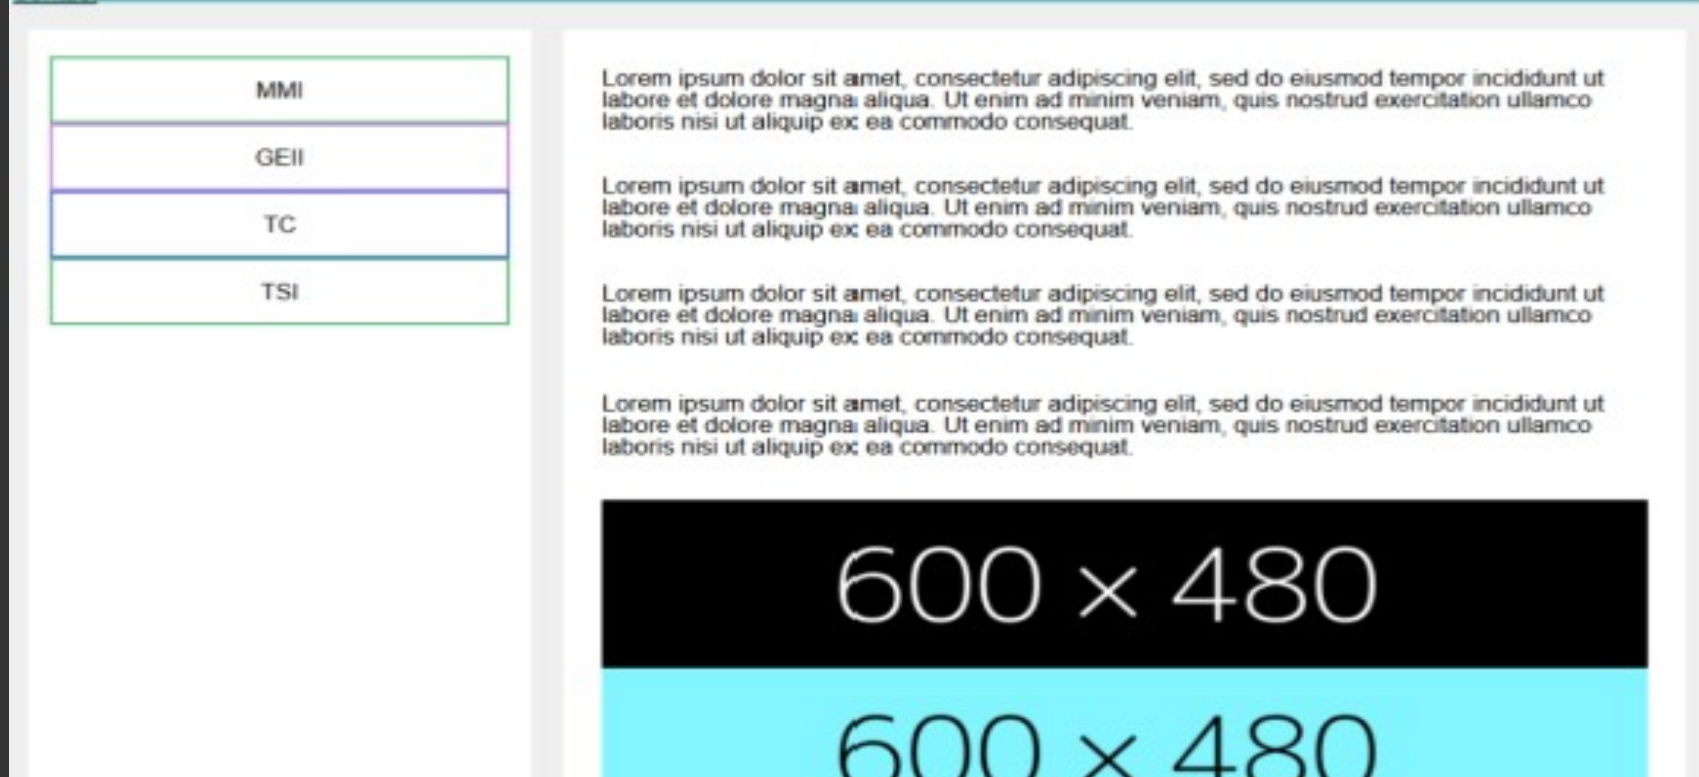 MMI
GEII
TC
TSI
Lorem ipsum dolor sit amet, consectetur adipiscing elit, sed do eiusmod tempor incididunt ut
labore et dolore magna aliqua. Ut enim ad minim veniam, quis nostrud exercitation ullamco
laboris nisi ut aliquip ex ea commodo consequat.
Lorem ipsum dolor sit amet, consectetur adipiscing elit, sed do eiusmod tempor incididunt ut
labore et dolore magna aliqua. Ut enim ad minim veniam, quis nostrud exercitation ullamco
laboris nisi ut aliquip ex ea commodo consequat.
Lorem ipsum dolor sit amet, consectetur adipiscing elit, sed do eiusmod tempor incididunt ut
labore et dolore magna aliqua. Ut enim ad minim veniam, quis nostrud exercitation ullamco
laboris nisi ut aliquip ex ea commodo consequat.
Lorem ipsum dolor sit amet, consectetur adipiscing elit, sed do eiusmod tempor incididunt ut
labore et dolore magna aliqua. Ut enim ad minim veniam, quis nostrud exercitation ullamco
laboris nisi ut aliquip ex ea commodo consequat.
600 × 480
600 × 480